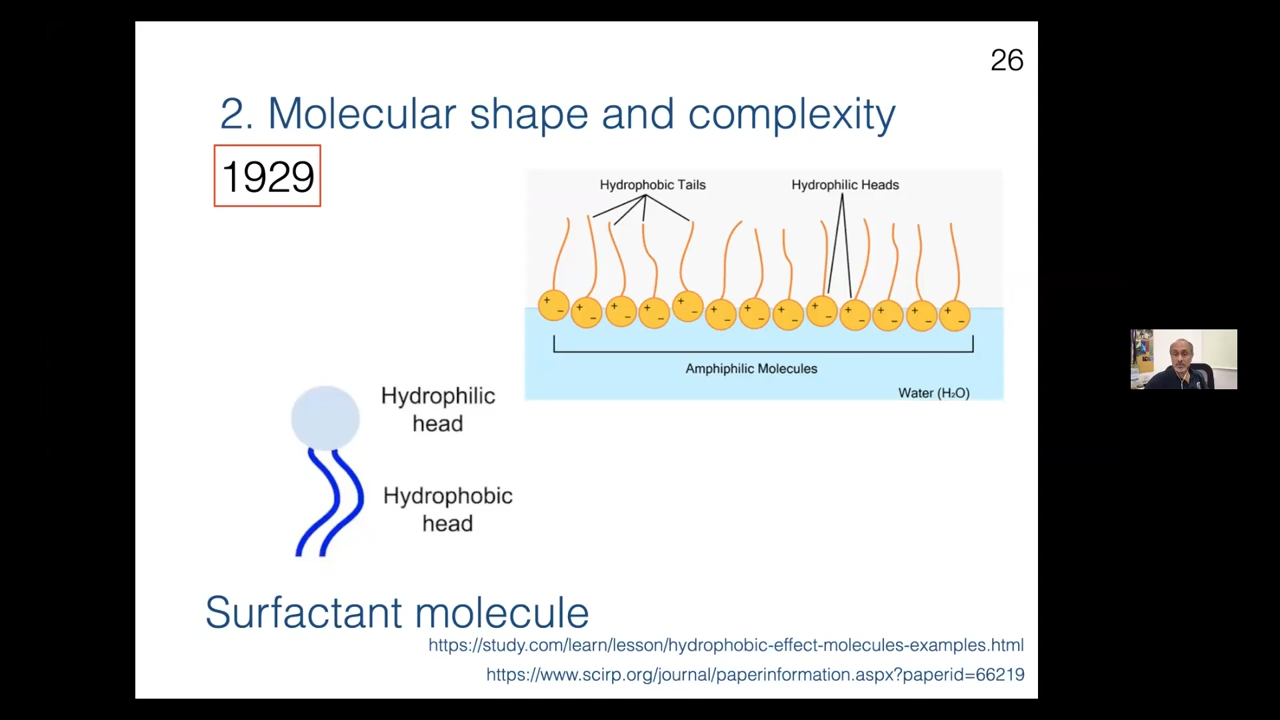 26
2. Molecular shape and complexity
1929
Hydrophobic Tails
Hydrophilic Heads
+ − + − + − + − + − + − + − + − + − + − + − + − + −
Amphiphilic Molecules
Water (H₂O)
Hydrophilic
head
Hydrophobic
head
Surfactant molecule
https://study.com/learn/lesson/hydrophobic-effect-molecules-examples.html
https://www.scirp.org/journal/paperinformation.aspx?paperid=66219